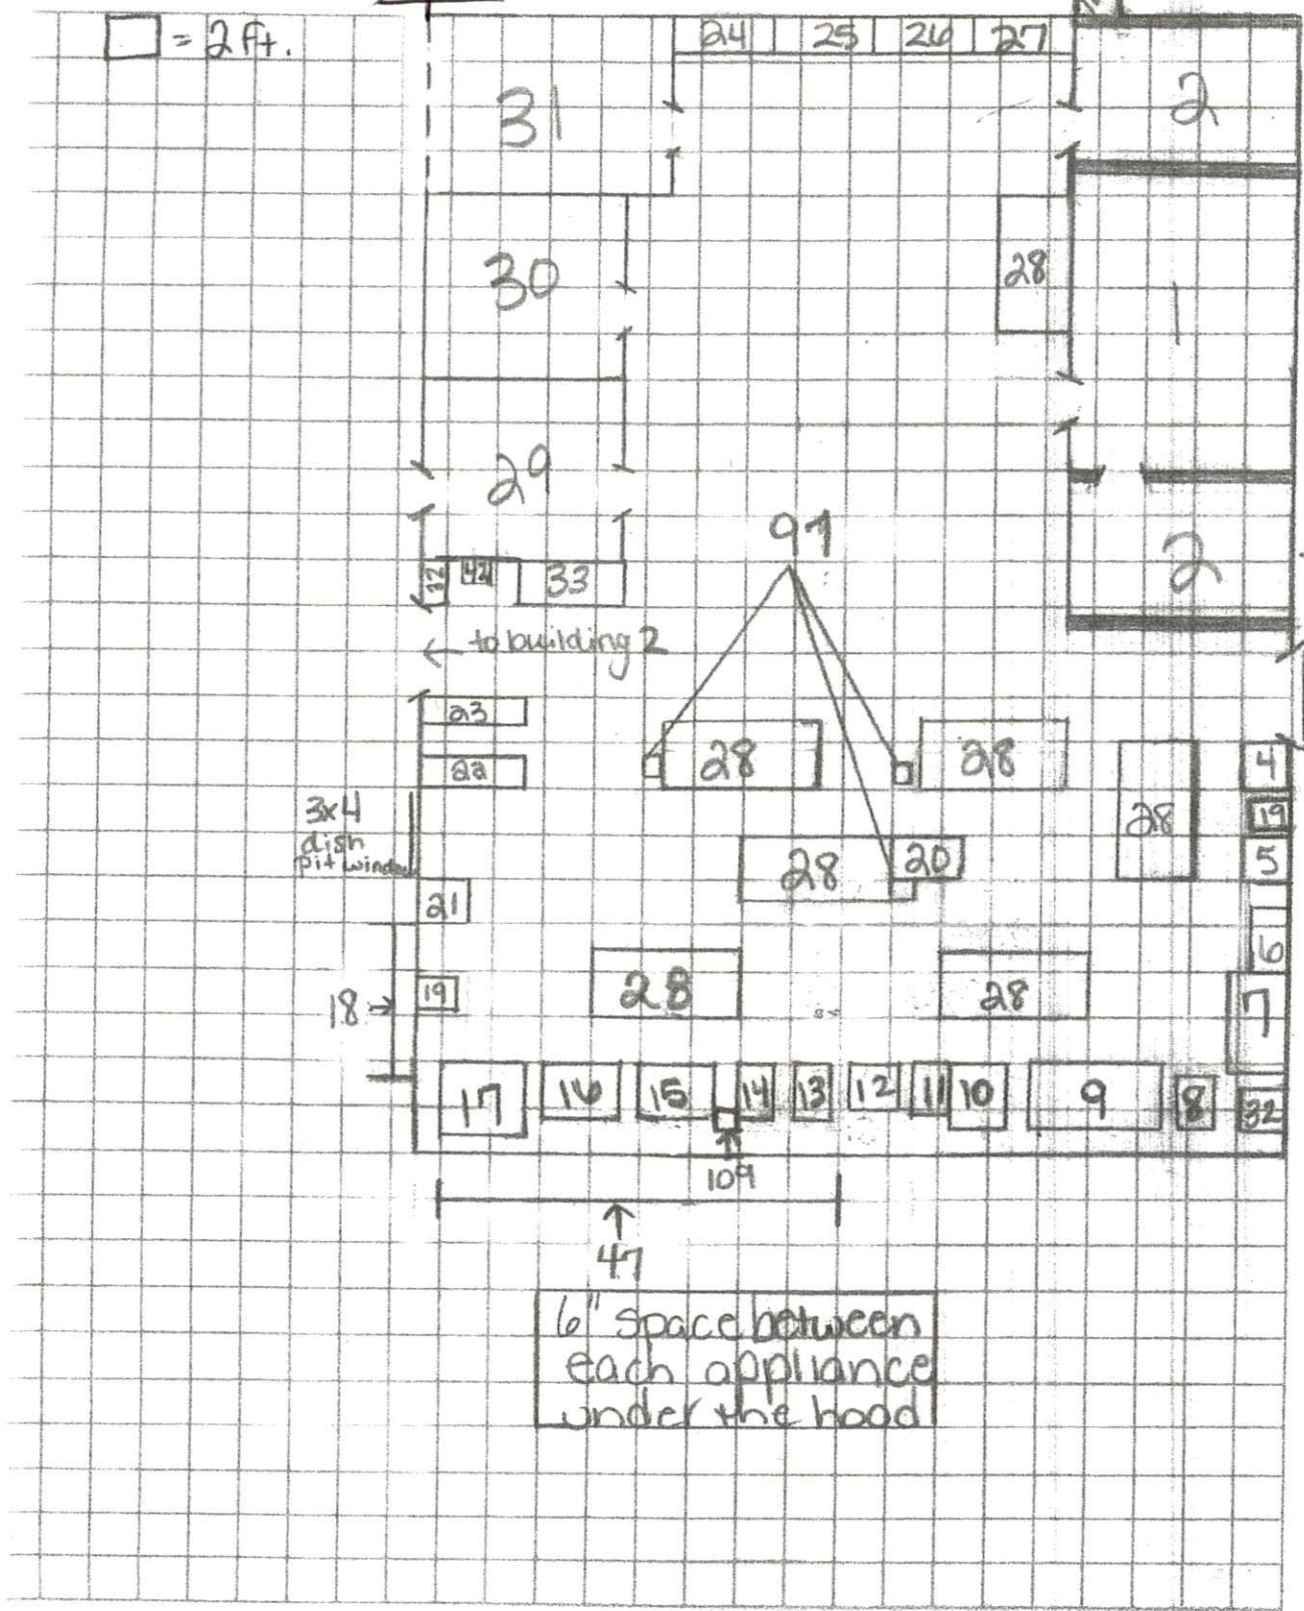 = 2 ft.
24 25 26 27
31
2
30
28
1
29
91
32 42 33
2
← to building 2
23
28 28
22
4
3x4
dish
pit window
28
19
28 20
5
21
6
18 →
19
28
28
7
17 16 15 14 13 12 11 10 9 8 32
109
47
6" space between
each appliance
under the hood